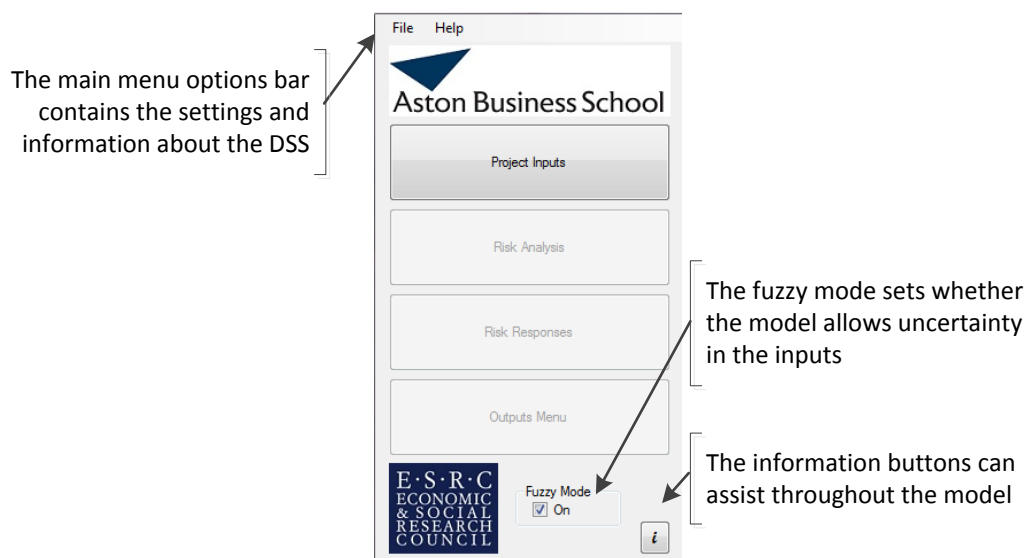 File Help
The main menu options bar
contains the settings and
information about the DSS
Aston Business School
Project Inputs
Risk Analysis
Risk Responses
Outputs Menu
The fuzzy mode sets whether
the model allows uncertainty
in the inputs
E·S·R·C
ECONOMIC
& SOCIAL
RESEARCH
COUNCIL
Fuzzy Mode
On
The information buttons can
assist throughout the model
i